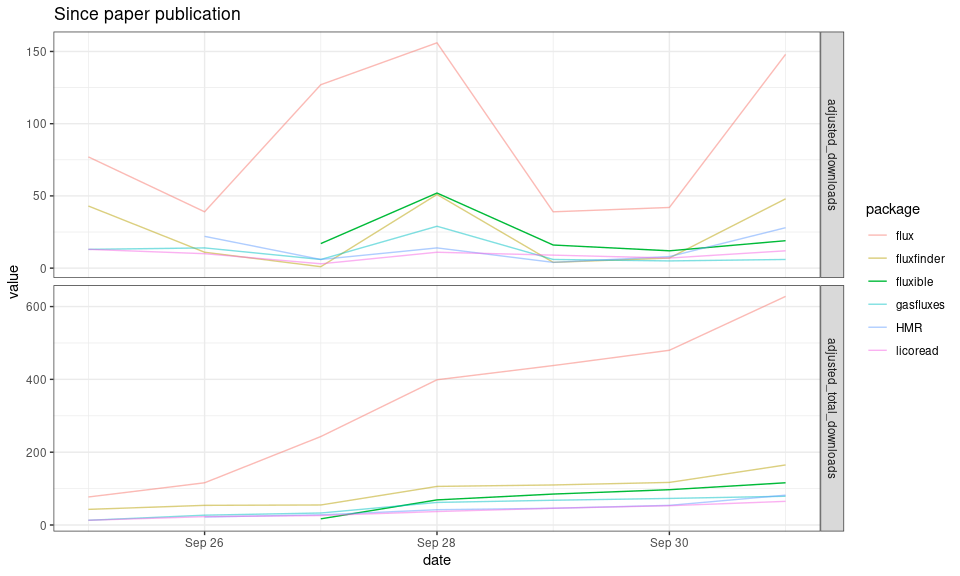 Since paper publication
150
100
50
0
adjusted_downloads
600
400
200
0
adjusted_total_downloads
value
Sep 26
Sep 28
Sep 30
date
package
flux
fluxfinder
fluxible
gasfluxes
HMR
licoread